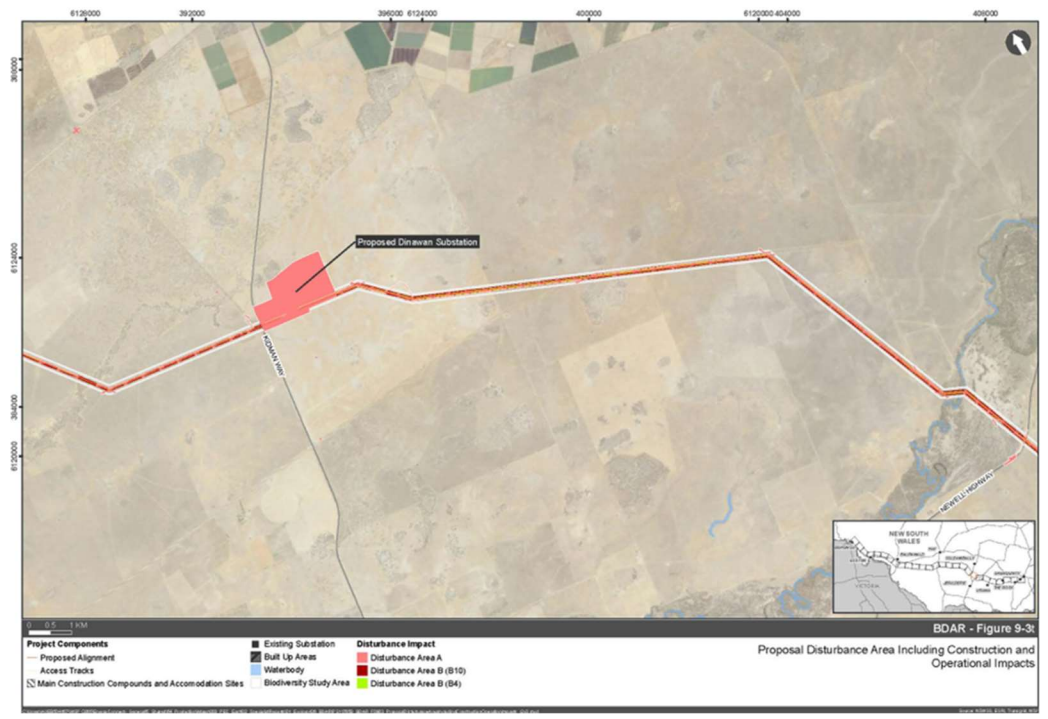 6128000 392000 396000 6124000 400000 6120000 404000 408000
390000
Proposed Dinawan Substation
6124000
KIDMAN WAY
394000
6120000
NEWELL HIGHWAY
NEW SOUTH
WALES
VICTORIA
0 0.5 1 KM
BDAR - Figure 9-3t
Proposal Disturbance Area Including Construction and
Operational Impacts
Project Components
Proposed Alignment
Access Tracks
Main Construction Compounds and Accomodation Sites
Existing Substation
Built Up Areas
Waterbody
Biodiversity Study Area
Disturbance Impact
Disturbance Area A
Disturbance Area B (B10)
Disturbance Area B (B4)